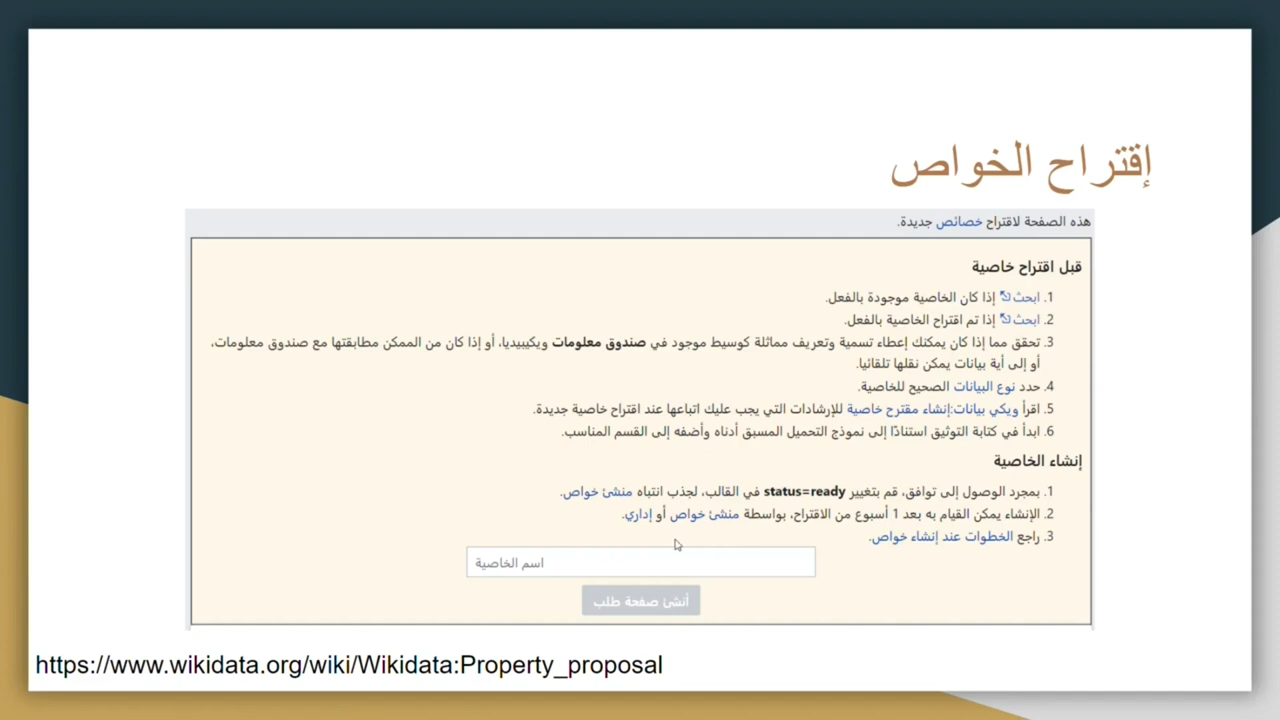 إقتراح الخواص
هذه الصفحة لاقتراح خصائص جديدة.
قبل اقتراح خاصية
1. ابحث إذا كان الخاصية موجودة بالفعل.
2. ابحث إذا تم اقتراح الخاصية بالفعل.
3. تحقق مما إذا كان يمكنك إعطاء تسمية وتعريف مماثلة كوسيط موجود في صندوق معلومات ويكيبيديا، أو إذا كان من الممكن مطابقتها مع صندوق معلومات،
أو إلى أية بيانات يمكن نقلها تلقائيا.
4. حدد نوع البيانات الصحيح للخاصية.
5. اقرأ ويكي بيانات:إنشاء مقترح خاصية للإرشادات التي يجب عليك اتباعها عند اقتراح خاصية جديدة.
6. ابدأ في كتابة التوثيق استنادًا إلى نموذج التحميل المسبق أدناه وأضفه إلى القسم المناسب.
إنشاء الخاصية
1. بمجرد الوصول إلى توافق، قم بتغيير status=ready في القالب، لجذب انتباه منشئ خواص.
2. الإنشاء يمكن القيام به بعد 1 أسبوع من الاقتراح، بواسطة منشئ خواص أو إداري.
3. راجع الخطوات عند إنشاء خواص.
اسم الخاصية
أنشئ صفحة طلب
https://www.wikidata.org/wiki/Wikidata:Property_proposal